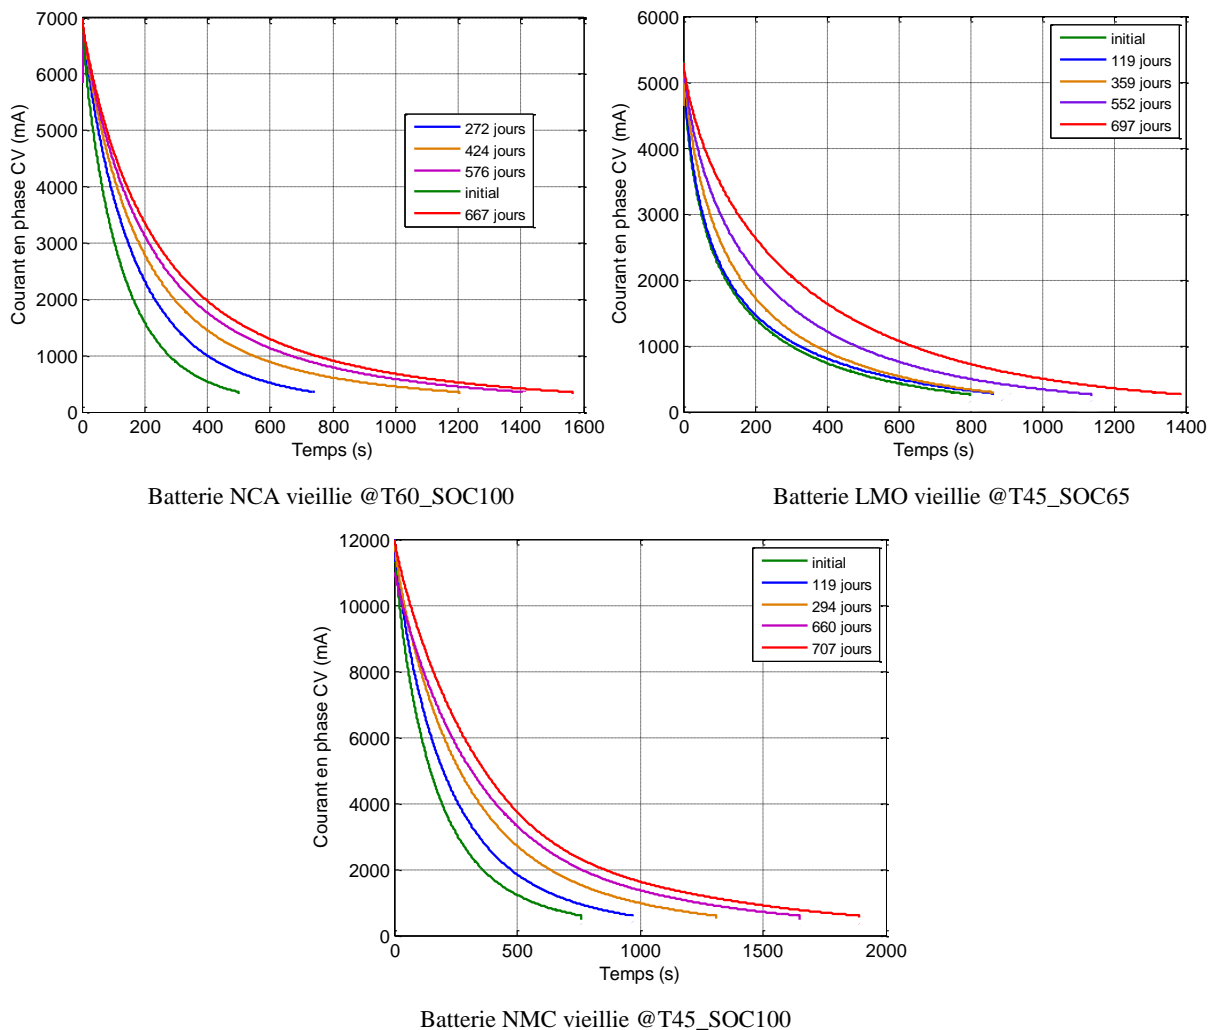 7000
6000
5000
4000
3000
2000
1000
0
Courant en phase CV (mA)
272 jours
424 jours
576 jours
initial
667 jours
0 200 400 600 800 1000 1200 1400 1600
Temps (s)
Batterie NCA vieillie @T60_SOC100
6000
5000
4000
3000
2000
1000
0
Courant en phase CV (mA)
initial
119 jours
359 jours
552 jours
697 jours
0 200 400 600 800 1000 1200 1400
Temps (s)
Batterie LMO vieillie @T45_SOC65
12000
10000
8000
6000
4000
2000
0
Courant en phase CV (mA)
initial
119 jours
294 jours
660 jours
707 jours
0 500 1000 1500 2000
Temps (s)
Batterie NMC vieillie @T45_SOC100